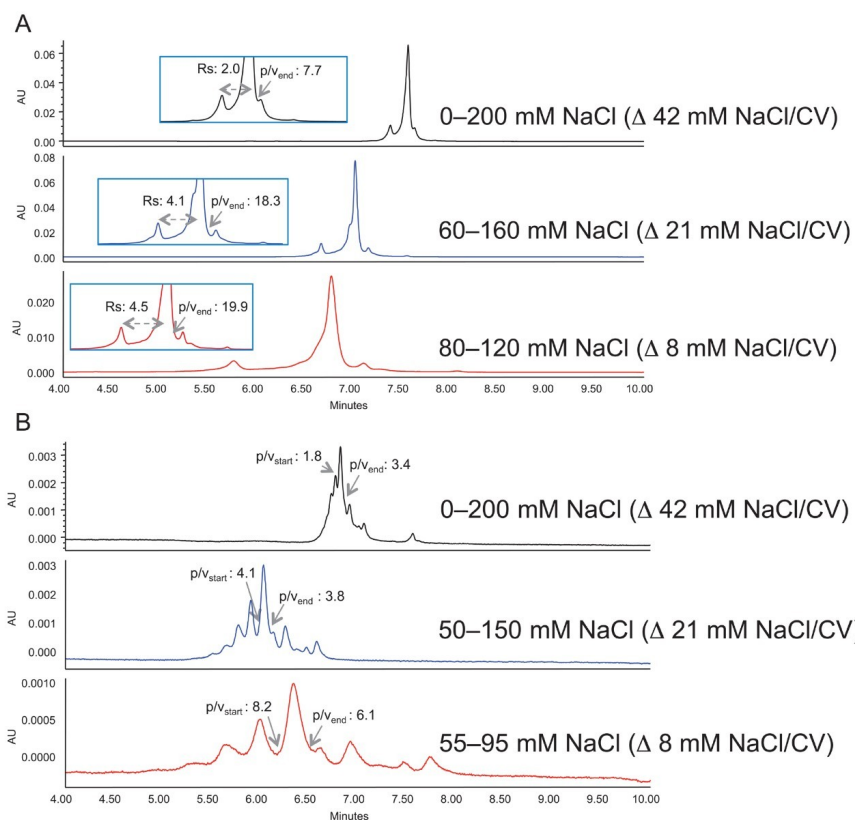 A
AU
0.06
0.04
0.02
0.00
Rs: 2.0
p/vend : 7.7
0–200 mM NaCl (Δ 42 mM NaCl/CV)
AU
0.08
0.06
0.04
0.02
0.00
Rs: 4.1
p/vend : 18.3
60–160 mM NaCl (Δ 21 mM NaCl/CV)
AU
0.020
0.010
0.000
Rs: 4.5
p/vend : 19.9
80–120 mM NaCl (Δ 8 mM NaCl/CV)
4.00 5.00 5.50 6.00 7.00 7.50 8.00 8.50 9.00 9.50 10.00
Minutes
B
AU
0.003
0.002
0.001
0.000
p/vstart : 1.8
p/vend : 3.4
0–200 mM NaCl (Δ 42 mM NaCl/CV)
AU
0.003
0.002
0.001
0.000
p/vstart : 4.1
p/vend : 3.8
50–150 mM NaCl (Δ 21 mM NaCl/CV)
AU
0.0010
0.0005
0.0000
p/vstart : 8.2
p/vend : 6.1
55–95 mM NaCl (Δ 8 mM NaCl/CV)
4.00 5.00 5.50 6.00 7.00 7.50 8.00 8.50 9.00 9.50 10.00
Minutes